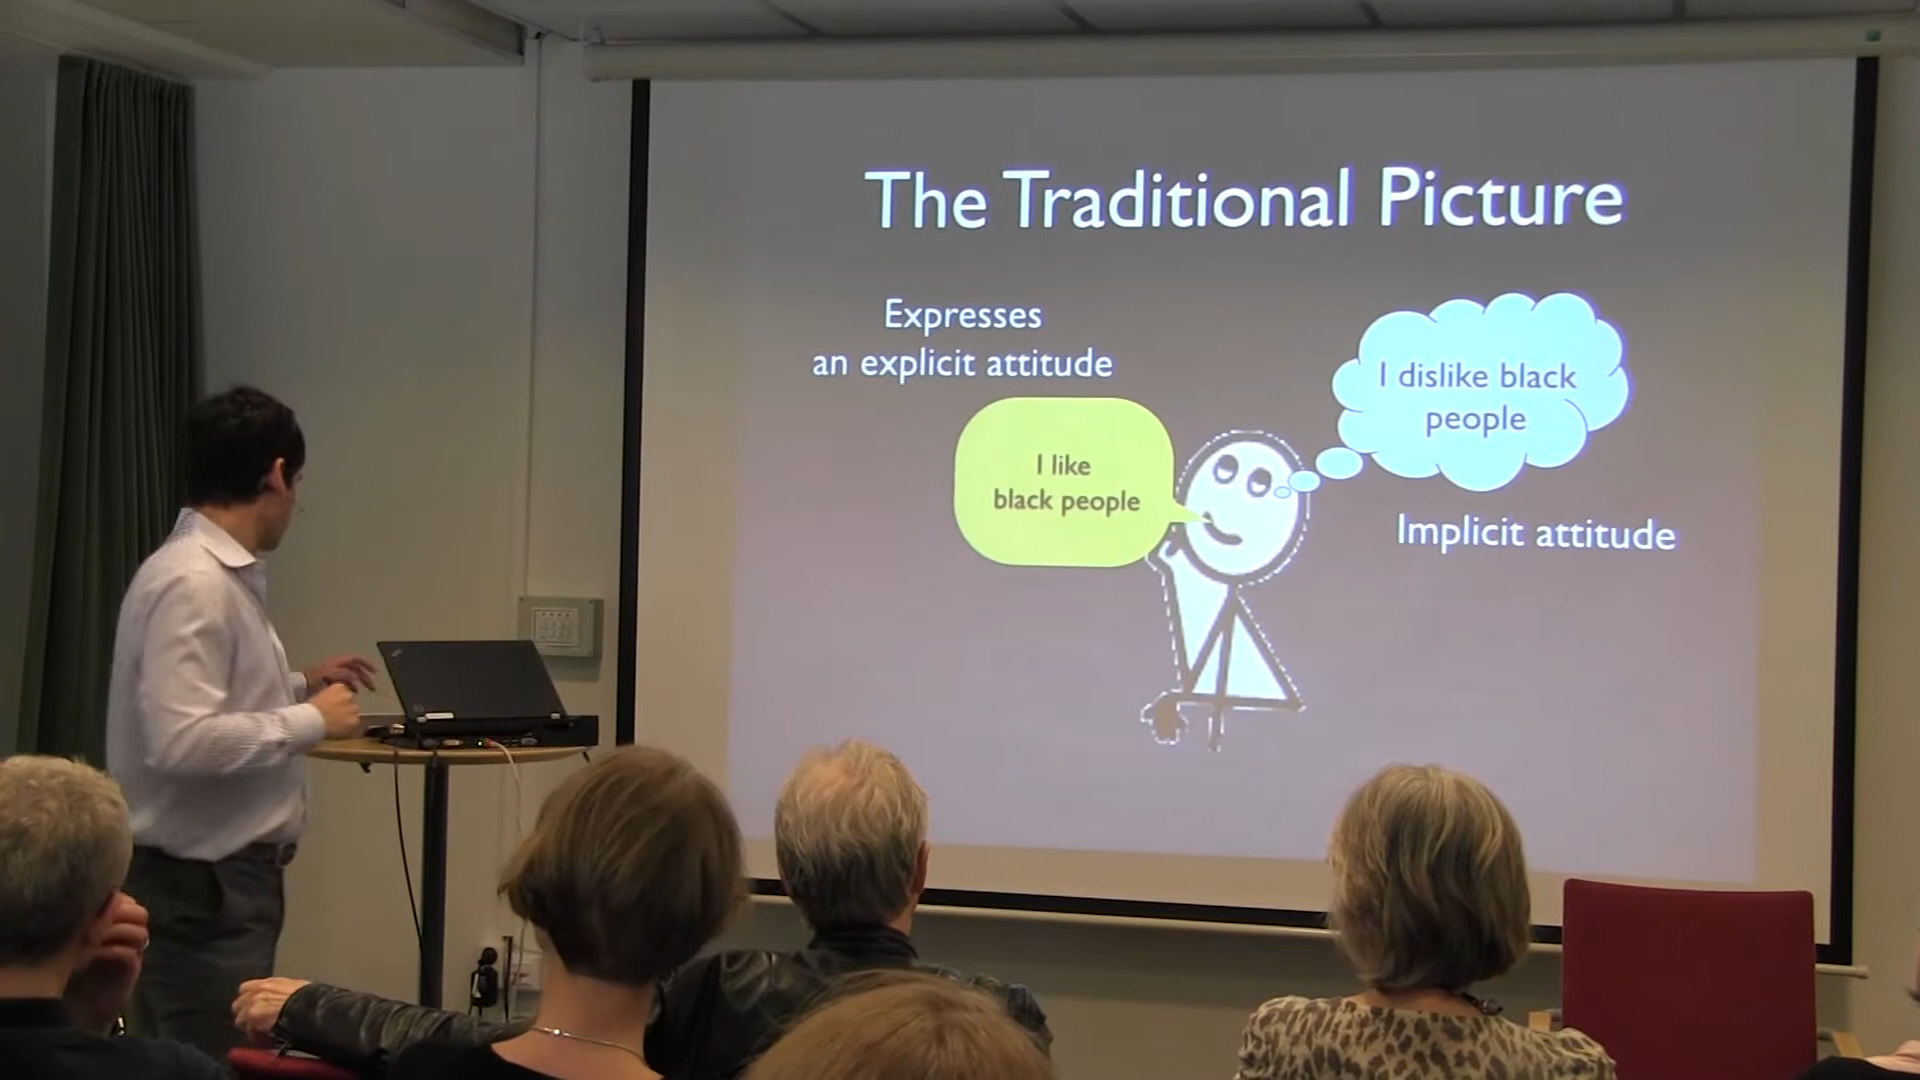 The Traditional Picture
Expresses
an explicit attitude
I like
black people
I dislike black
people
Implicit attitude